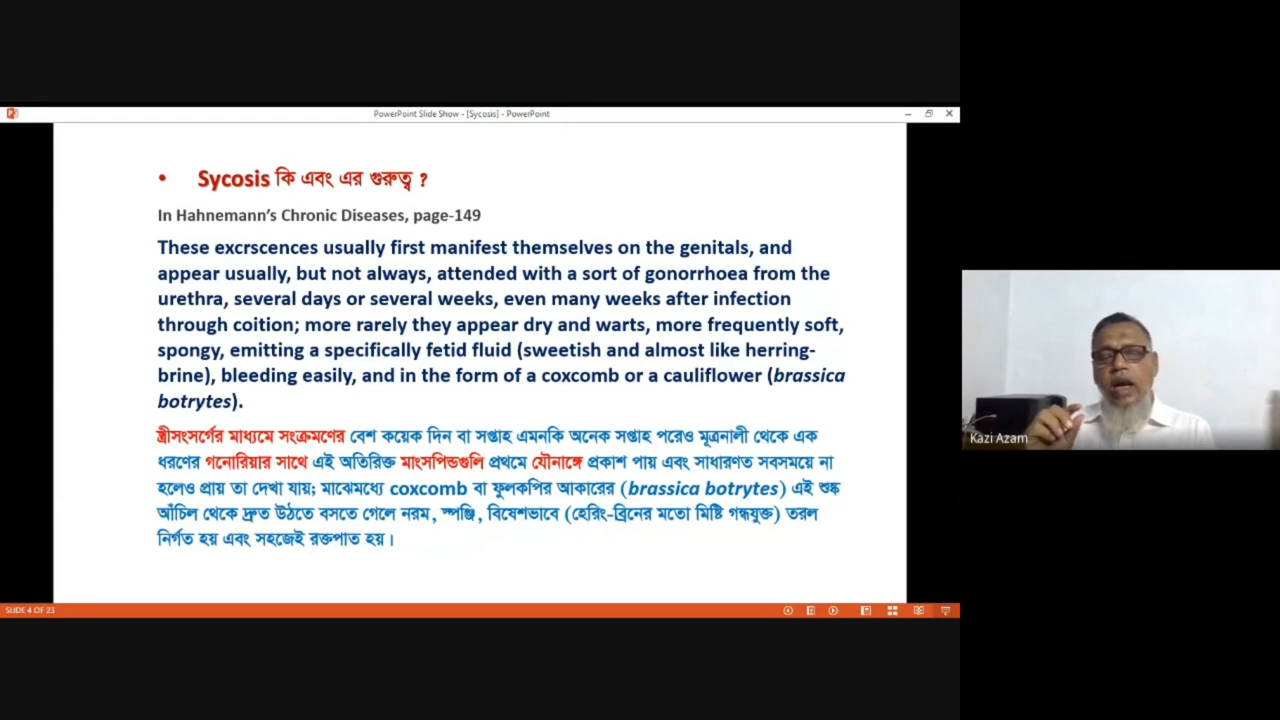 PowerPoint Slide Show - [Sycosis] - PowerPoint
• Sycosis কি এবং এর গুরুত্ব ?
In Hahnemann’s Chronic Diseases, page-149
These excrscences usually first manifest themselves on the genitals, and
appear usually, but not always, attended with a sort of gonorrhoea from the
urethra, several days or several weeks, even many weeks after infection
through coition; more rarely they appear dry and warts, more frequently soft,
spongy, emitting a specifically fetid fluid (sweetish and almost like herring-
brine), bleeding easily, and in the form of a coxcomb or a cauliflower (brassica
botrytes).
স্ত্রীসংসর্গের মাধ্যমে সংক্রমণের বেশ কয়েক দিন বা সপ্তাহ এমনকি অনেক সপ্তাহ পরেও মূত্রনালী থেকে এক
ধরণের গনোরিয়ার সাথে এই অতিরিক্ত মাংসপিন্ডগুলি প্রথমে যৌনাঙ্গে প্রকাশ পায় এবং সাধারণত সবসময়ে না
হলেও প্রায় তা দেখা যায়; মাঝেমধ্যে coxcomb বা ফুলকপির আকারের (brassica botrytes) এই শুষ্ক
আঁচিল থেকে দ্রুত উঠতে বসতে গেলে নরম, স্পঞ্জি, বিষেশভাবে (হেরিং-ব্রিনের মতো মিষ্টি গন্ধযুক্ত) তরল
নির্গত হয় এবং সহজেই রক্তপাত হয়।
Kazi Azam
SLIDE 4 OF 23